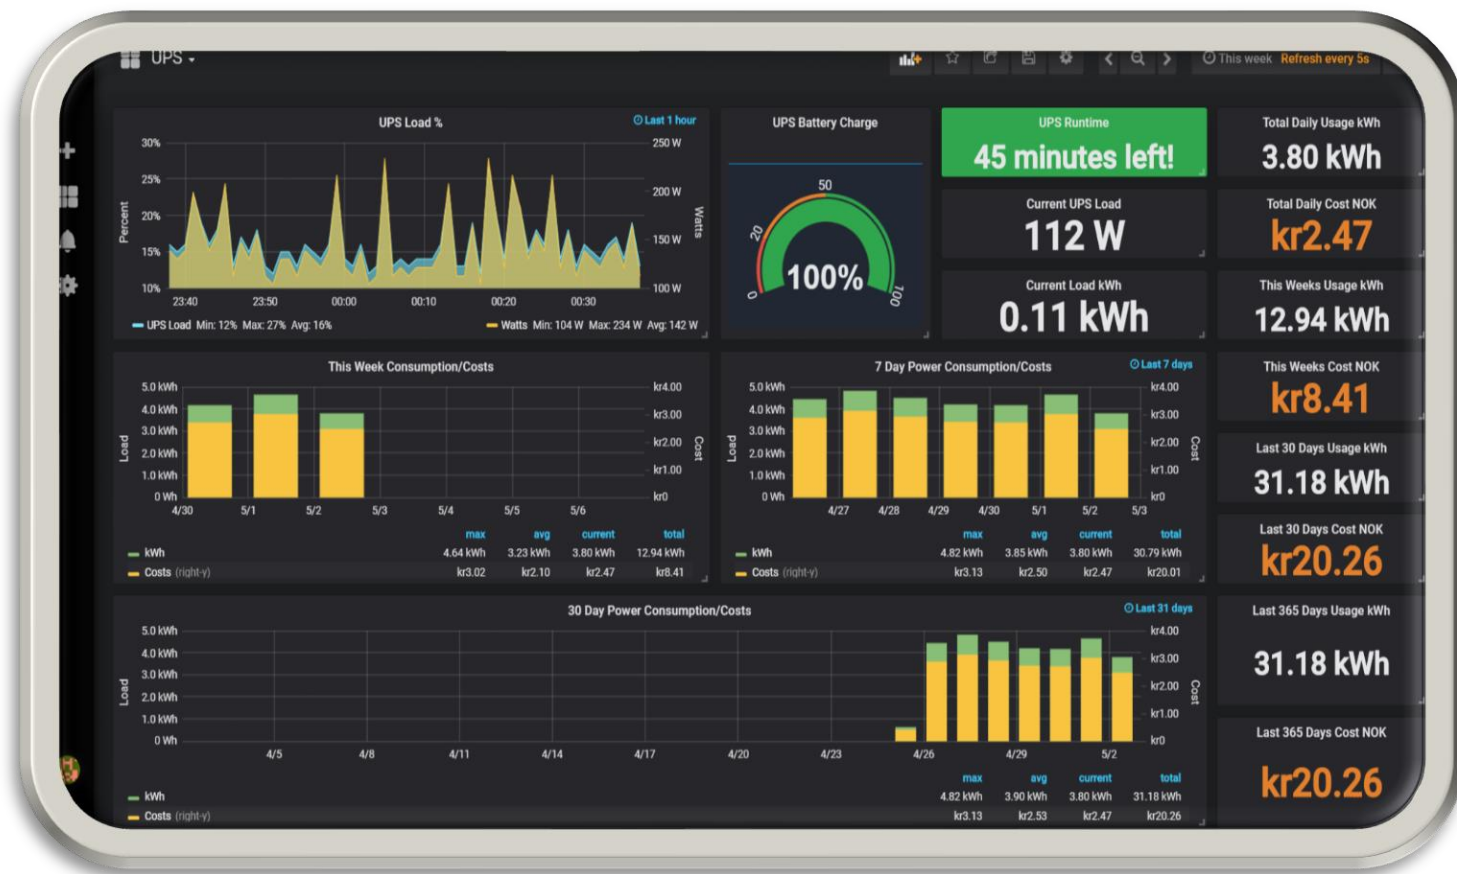 UPS
This week Refresh every 5s
UPS Load %
Last 1 hour
30%
25%
20%
15%
10%
Percent
250 W
200 W
150 W
100 W
Watts
23:40 23:50 00:00 00:10 00:20 00:30
UPS Load Min: 12% Max: 27% Avg: 16%
Watts Min: 104 W Max: 234 W Avg: 142 W
UPS Battery Charge
0
20
50
100
100%
UPS Runtime
45 minutes left!
Current UPS Load
112 W
Current Load kWh
0.11 kWh
Total Daily Usage kWh
3.80 kWh
Total Daily Cost NOK
kr2.47
This Weeks Usage kWh
12.94 kWh
This Week Consumption/Costs
5.0 kWh
4.0 kWh
3.0 kWh
2.0 kWh
1.0 kWh
0 Wh
Load
kr4.00
kr3.00
kr2.00
kr1.00
kr0
Cost
4/30 5/1 5/2 5/3 5/4 5/5 5/6
max avg current total
kWh 4.64 kWh 3.23 kWh 3.80 kWh 12.94 kWh
Costs (right-y) kr3.02 kr2.10 kr2.47 kr8.41
7 Day Power Consumption/Costs
Last 7 days
5.0 kWh
4.0 kWh
3.0 kWh
2.0 kWh
1.0 kWh
0 Wh
Load
kr4.00
kr3.00
kr2.00
kr1.00
kr0
Cost
4/27 4/28 4/29 4/30 5/1 5/2 5/3
max avg current total
kWh 4.82 kWh 3.85 kWh 3.80 kWh 30.79 kWh
Costs (right-y) kr3.13 kr2.50 kr2.47 kr20.01
This Weeks Cost NOK
kr8.41
Last 30 Days Usage kWh
31.18 kWh
Last 30 Days Cost NOK
kr20.26
30 Day Power Consumption/Costs
Last 31 days
5.0 kWh
4.0 kWh
3.0 kWh
2.0 kWh
1.0 kWh
0 Wh
Load
kr4.00
kr3.00
kr2.00
kr1.00
kr0
Cost
4/5 4/8 4/11 4/14 4/17 4/20 4/23 4/26 4/29 5/2
max avg current total
kWh 4.82 kWh 3.90 kWh 3.80 kWh 31.18 kWh
Costs (right-y) kr3.13 kr2.53 kr2.47 kr20.26
Last 365 Days Usage kWh
31.18 kWh
Last 365 Days Cost NOK
kr20.26